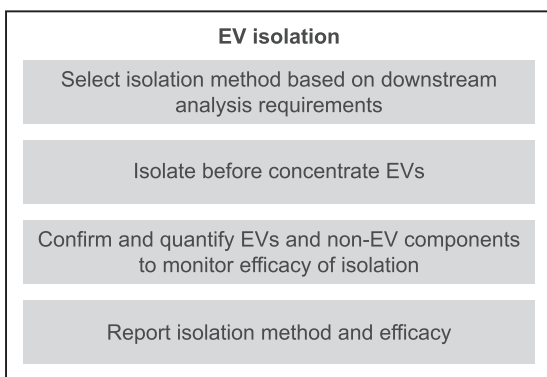 EV isolation
Select isolation method based on downstream
analysis requirements
Isolate before concentrate EVs
Confirm and quantify EVs and non-EV components
to monitor efficacy of isolation
Report isolation method and efficacy